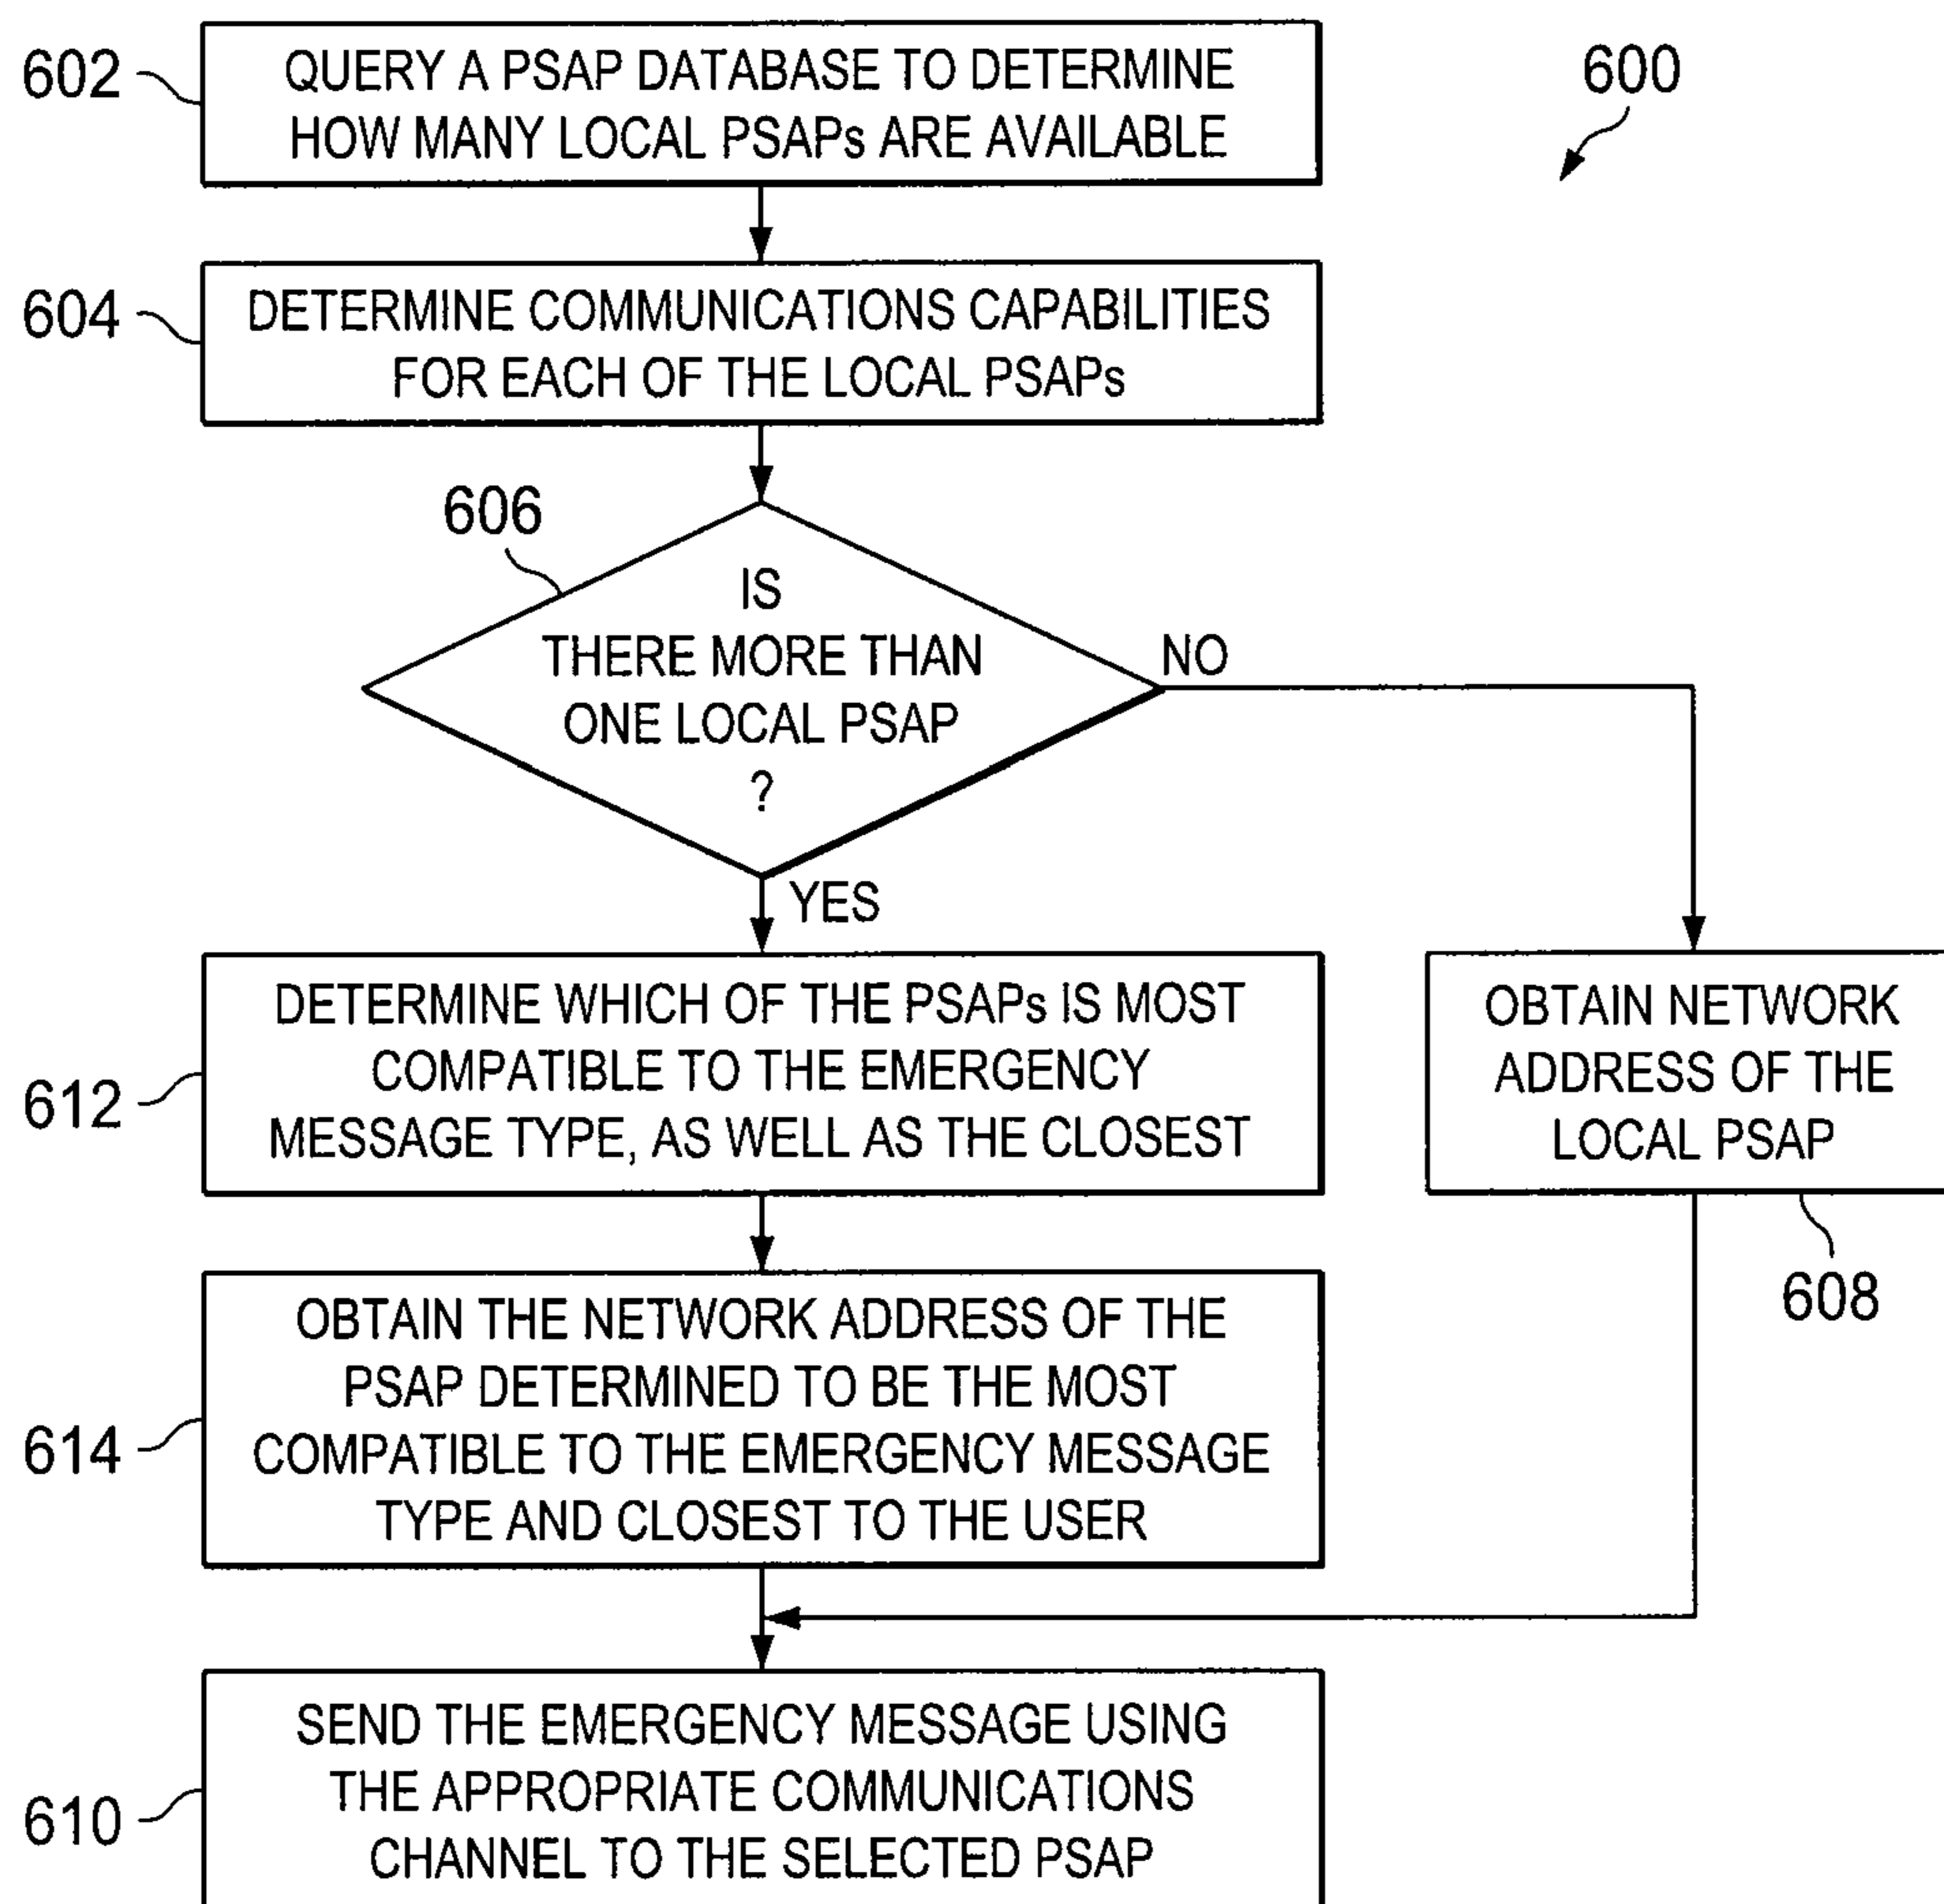 602
QUERY A PSAP DATABASE TO DETERMINE
HOW MANY LOCAL PSAPs ARE AVAILABLE
600
604
DETERMINE COMMUNICATIONS CAPABILITIES
FOR EACH OF THE LOCAL PSAPs
606
IS
THERE MORE THAN
ONE LOCAL PSAP
?
NO
YES
612
DETERMINE WHICH OF THE PSAPs IS MOST
COMPATIBLE TO THE EMERGENCY
MESSAGE TYPE, AS WELL AS THE CLOSEST
OBTAIN NETWORK
ADDRESS OF THE
LOCAL PSAP
608
614
OBTAIN THE NETWORK ADDRESS OF THE
PSAP DETERMINED TO BE THE MOST
COMPATIBLE TO THE EMERGENCY MESSAGE
TYPE AND CLOSEST TO THE USER
610
SEND THE EMERGENCY MESSAGE USING
THE APPROPRIATE COMMUNICATIONS
CHANNEL TO THE SELECTED PSAP